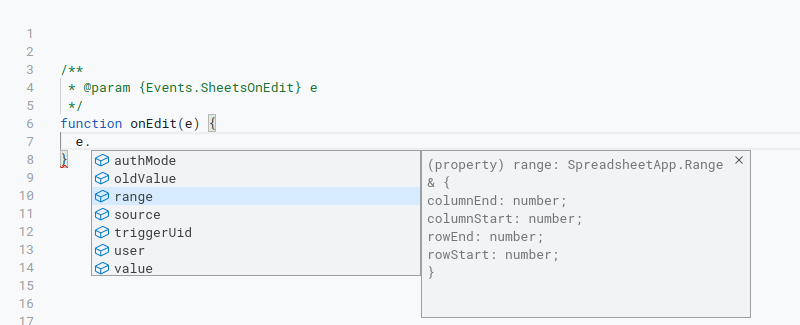 1
2
3 /**
4  * @param {Events.SheetsOnEdit} e
5  */
6 function onEdit(e) {
7   e.
8 }
9
10
11
12
13
14
15
16
17
authMode
oldValue
range
source
triggerUid
user
value
(property) range: SpreadsheetApp.Range
& {
columnEnd: number;
columnStart: number;
rowEnd: number;
rowStart: number;
}